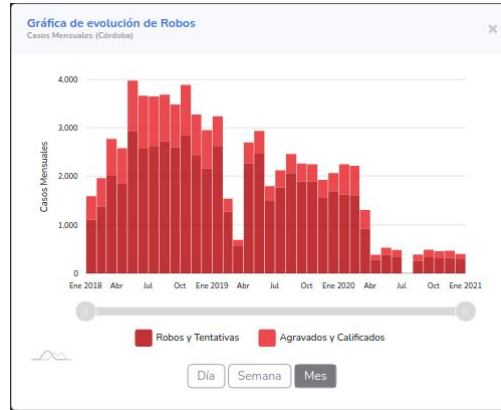 Gráfica de evolución de Robos
Casos Mensuales (Córdoba)
×
4,000
3,000
2,000
1,000
0
Casos Mensuales
Ene 2018 Abr Jul Oct Ene 2019 Abr Jul Oct Ene 2020 Abr Jul Oct Ene 2021
Robos y Tentativas Agravados y Calificados
Día Semana Mes